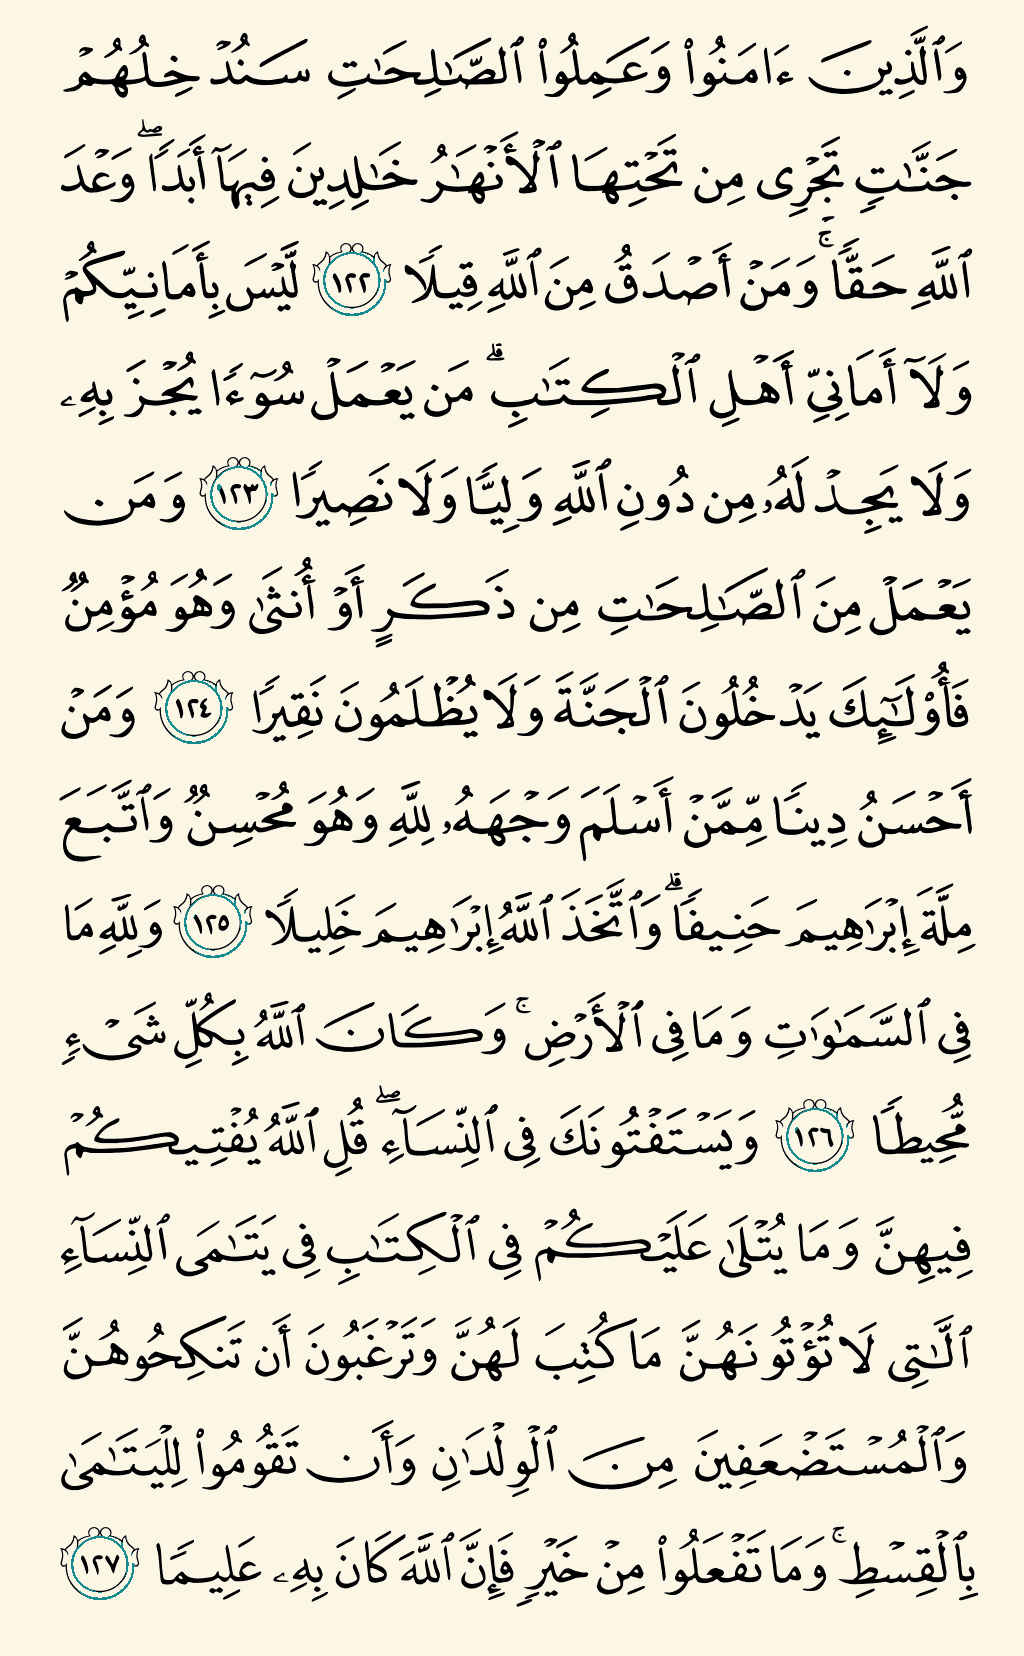 وَٱلَّذِينَ ءَامَنُوا۟ وَعَمِلُوا۟ ٱلصَّـٰلِحَـٰتِ سَنُدْخِلُهُمْ
جَنَّـٰتٍ تَجْرِى مِن تَحْتِهَا ٱلْأَنْهَـٰرُ خَـٰلِدِينَ فِيهَآ أَبَدًا ۖ وَعْدَ
ٱللَّهِ حَقًّا ۚ وَمَنْ أَصْدَقُ مِنَ ٱللَّهِ قِيلًا ١٢٢ لَّيْسَ بِأَمَانِيِّكُمْ
وَلَآ أَمَانِىِّ أَهْلِ ٱلْكِتَـٰبِ ۗ مَن يَعْمَلْ سُوٓءًا يُجْزَ بِهِۦ
وَلَا يَجِدْ لَهُۥ مِن دُونِ ٱللَّهِ وَلِيًّا وَلَا نَصِيرًا ١٢٣ وَمَن
يَعْمَلْ مِنَ ٱلصَّـٰلِحَـٰتِ مِن ذَكَرٍ أَوْ أُنثَىٰ وَهُوَ مُؤْمِنٌ
فَأُو۟لَـٰٓئِكَ يَدْخُلُونَ ٱلْجَنَّةَ وَلَا يُظْلَمُونَ نَقِيرًا ١٢٤ وَمَنْ
أَحْسَنُ دِينًا مِّمَّنْ أَسْلَمَ وَجْهَهُۥ لِلَّهِ وَهُوَ مُحْسِنٌ وَٱتَّبَعَ
مِلَّةَ إِبْرَٰهِيمَ حَنِيفًا ۗ وَٱتَّخَذَ ٱللَّهُ إِبْرَٰهِيمَ خَلِيلًا ١٢٥ وَلِلَّهِ مَا
فِى ٱلسَّمَـٰوَٰتِ وَمَا فِى ٱلْأَرْضِ ۚ وَكَانَ ٱللَّهُ بِكُلِّ شَىْءٍ
مُّحِيطًا ١٢٦ وَيَسْتَفْتُونَكَ فِى ٱلنِّسَآءِ ۖ قُلِ ٱللَّهُ يُفْتِيكُمْ
فِيهِنَّ وَمَا يُتْلَىٰ عَلَيْكُمْ فِى ٱلْكِتَـٰبِ فِى يَتَـٰمَى ٱلنِّسَآءِ
ٱلَّـٰتِى لَا تُؤْتُونَهُنَّ مَا كُتِبَ لَهُنَّ وَتَرْغَبُونَ أَن تَنكِحُوهُنَّ
وَٱلْمُسْتَضْعَفِينَ مِنَ ٱلْوِلْدَٰنِ وَأَن تَقُومُوا۟ لِلْيَتَـٰمَىٰ
بِٱلْقِسْطِ ۚ وَمَا تَفْعَلُوا۟ مِنْ خَيْرٍ فَإِنَّ ٱللَّهَ كَانَ بِهِۦ عَلِيمًا ١٢٧